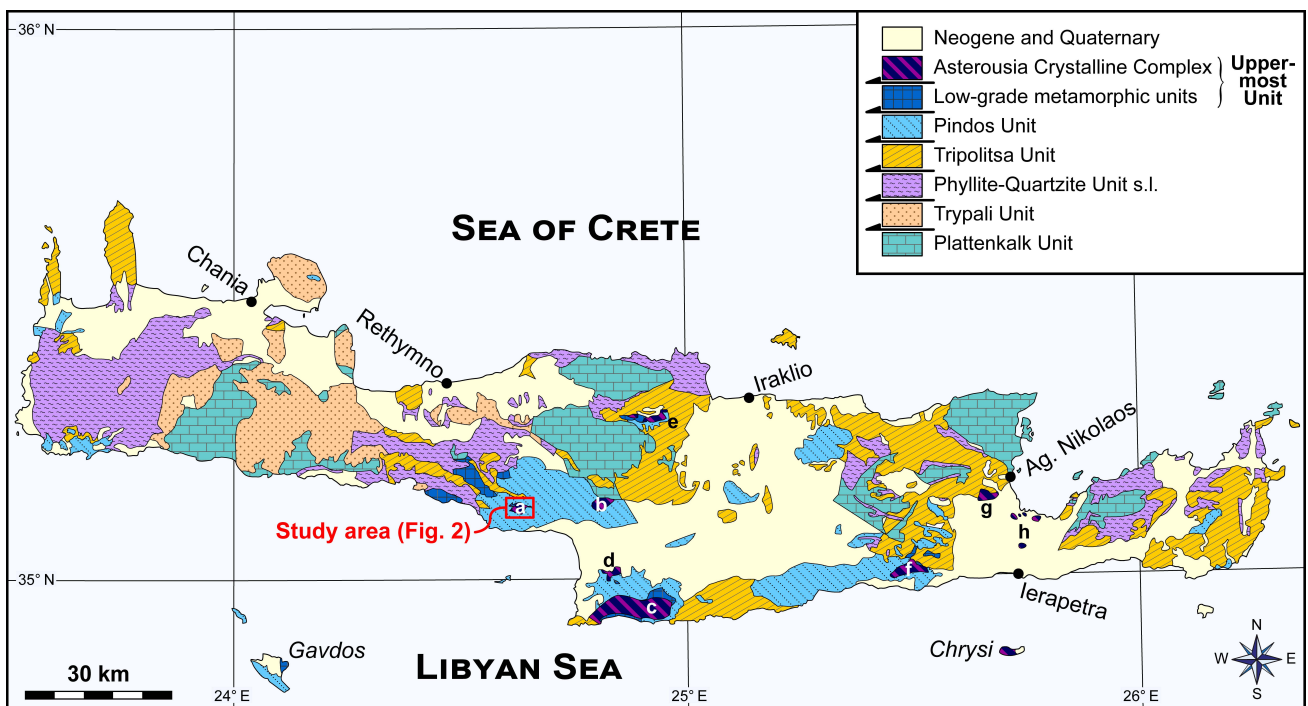 36° N
Neogene and Quaternary
Asterousia Crystalline Complex
Low-grade metamorphic units
Upper-
most
Unit
Pindos Unit
Tripolitsa Unit
Phyllite-Quartzite Unit s.l.
Trypali Unit
Plattenkalk Unit
SEA OF CRETE
Chania
Rethymno
Iraklio
e
Ag. Nikolaos
g
h
a
b
Study area (Fig. 2)
d
f
35° N
c
Ierapetra
Gavdos
Chrysi
LIBYAN SEA
30 km
24° E
25° E
26° E
N
W
E
S